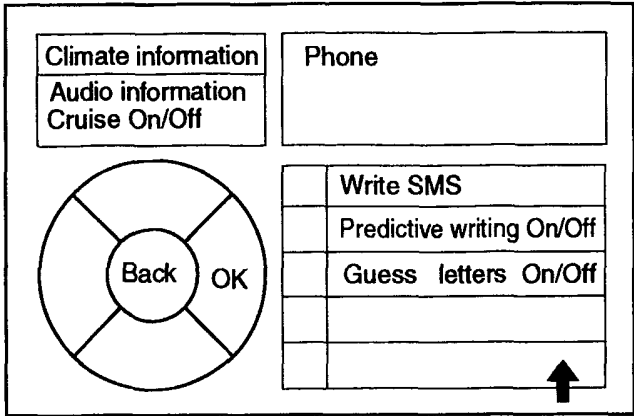 Climate information
Audio information
Cruise On/Off
Phone
Write SMS
Predictive writing On/Off
Guess letters On/Off
Back
OK